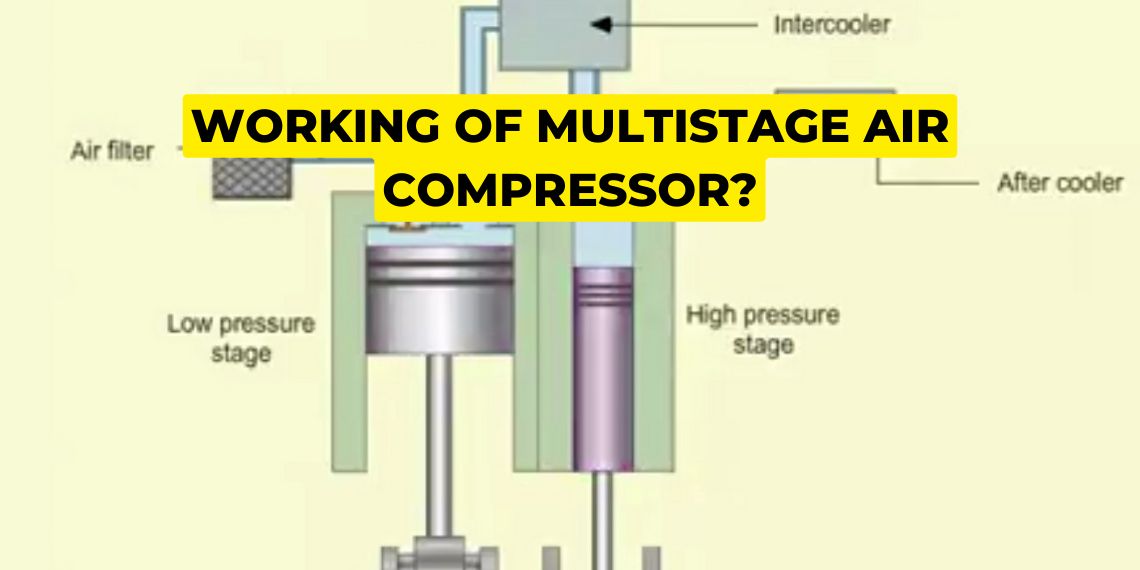 Intercooler
WORKING OF MULTISTAGE AIR
COMPRESSOR?
Air filter
After cooler
Low pressure
stage
High pressure
stage